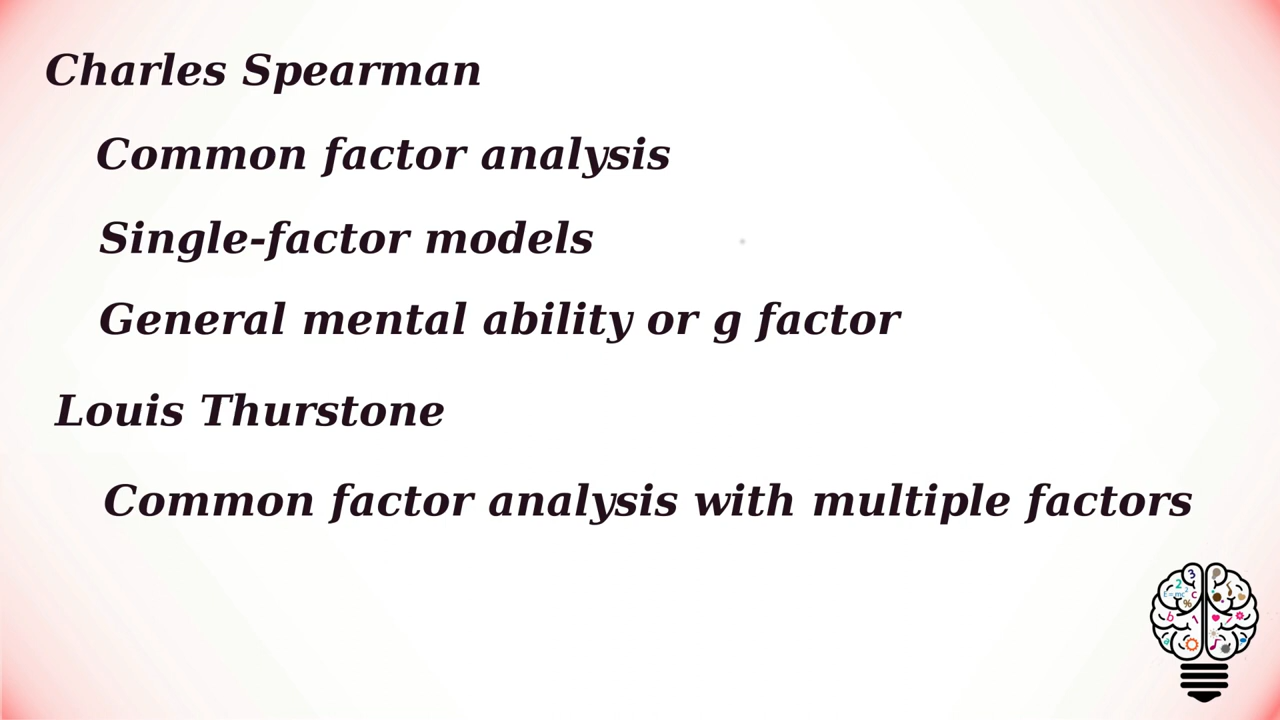 Charles Spearman
Common factor analysis
Single-factor models
General mental ability or g factor
Louis Thurstone
Common factor analysis with multiple factors